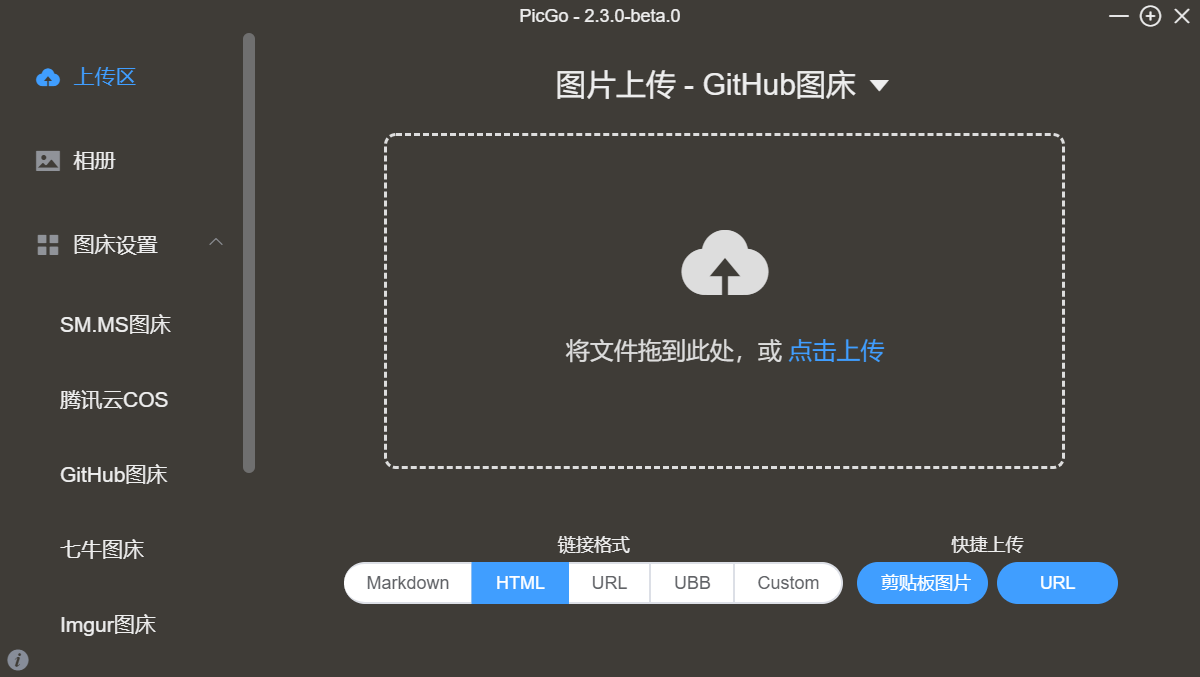 PicGo - 2.3.0-beta.0
上传区
相册
图床设置
SM.MS图床
腾讯云COS
GitHub图床
七牛图床
Imgur图床
图片上传 - GitHub图床
将文件拖到此处，或 点击上传
链接格式
Markdown HTML URL UBB Custom
快捷上传
剪贴板图片 URL